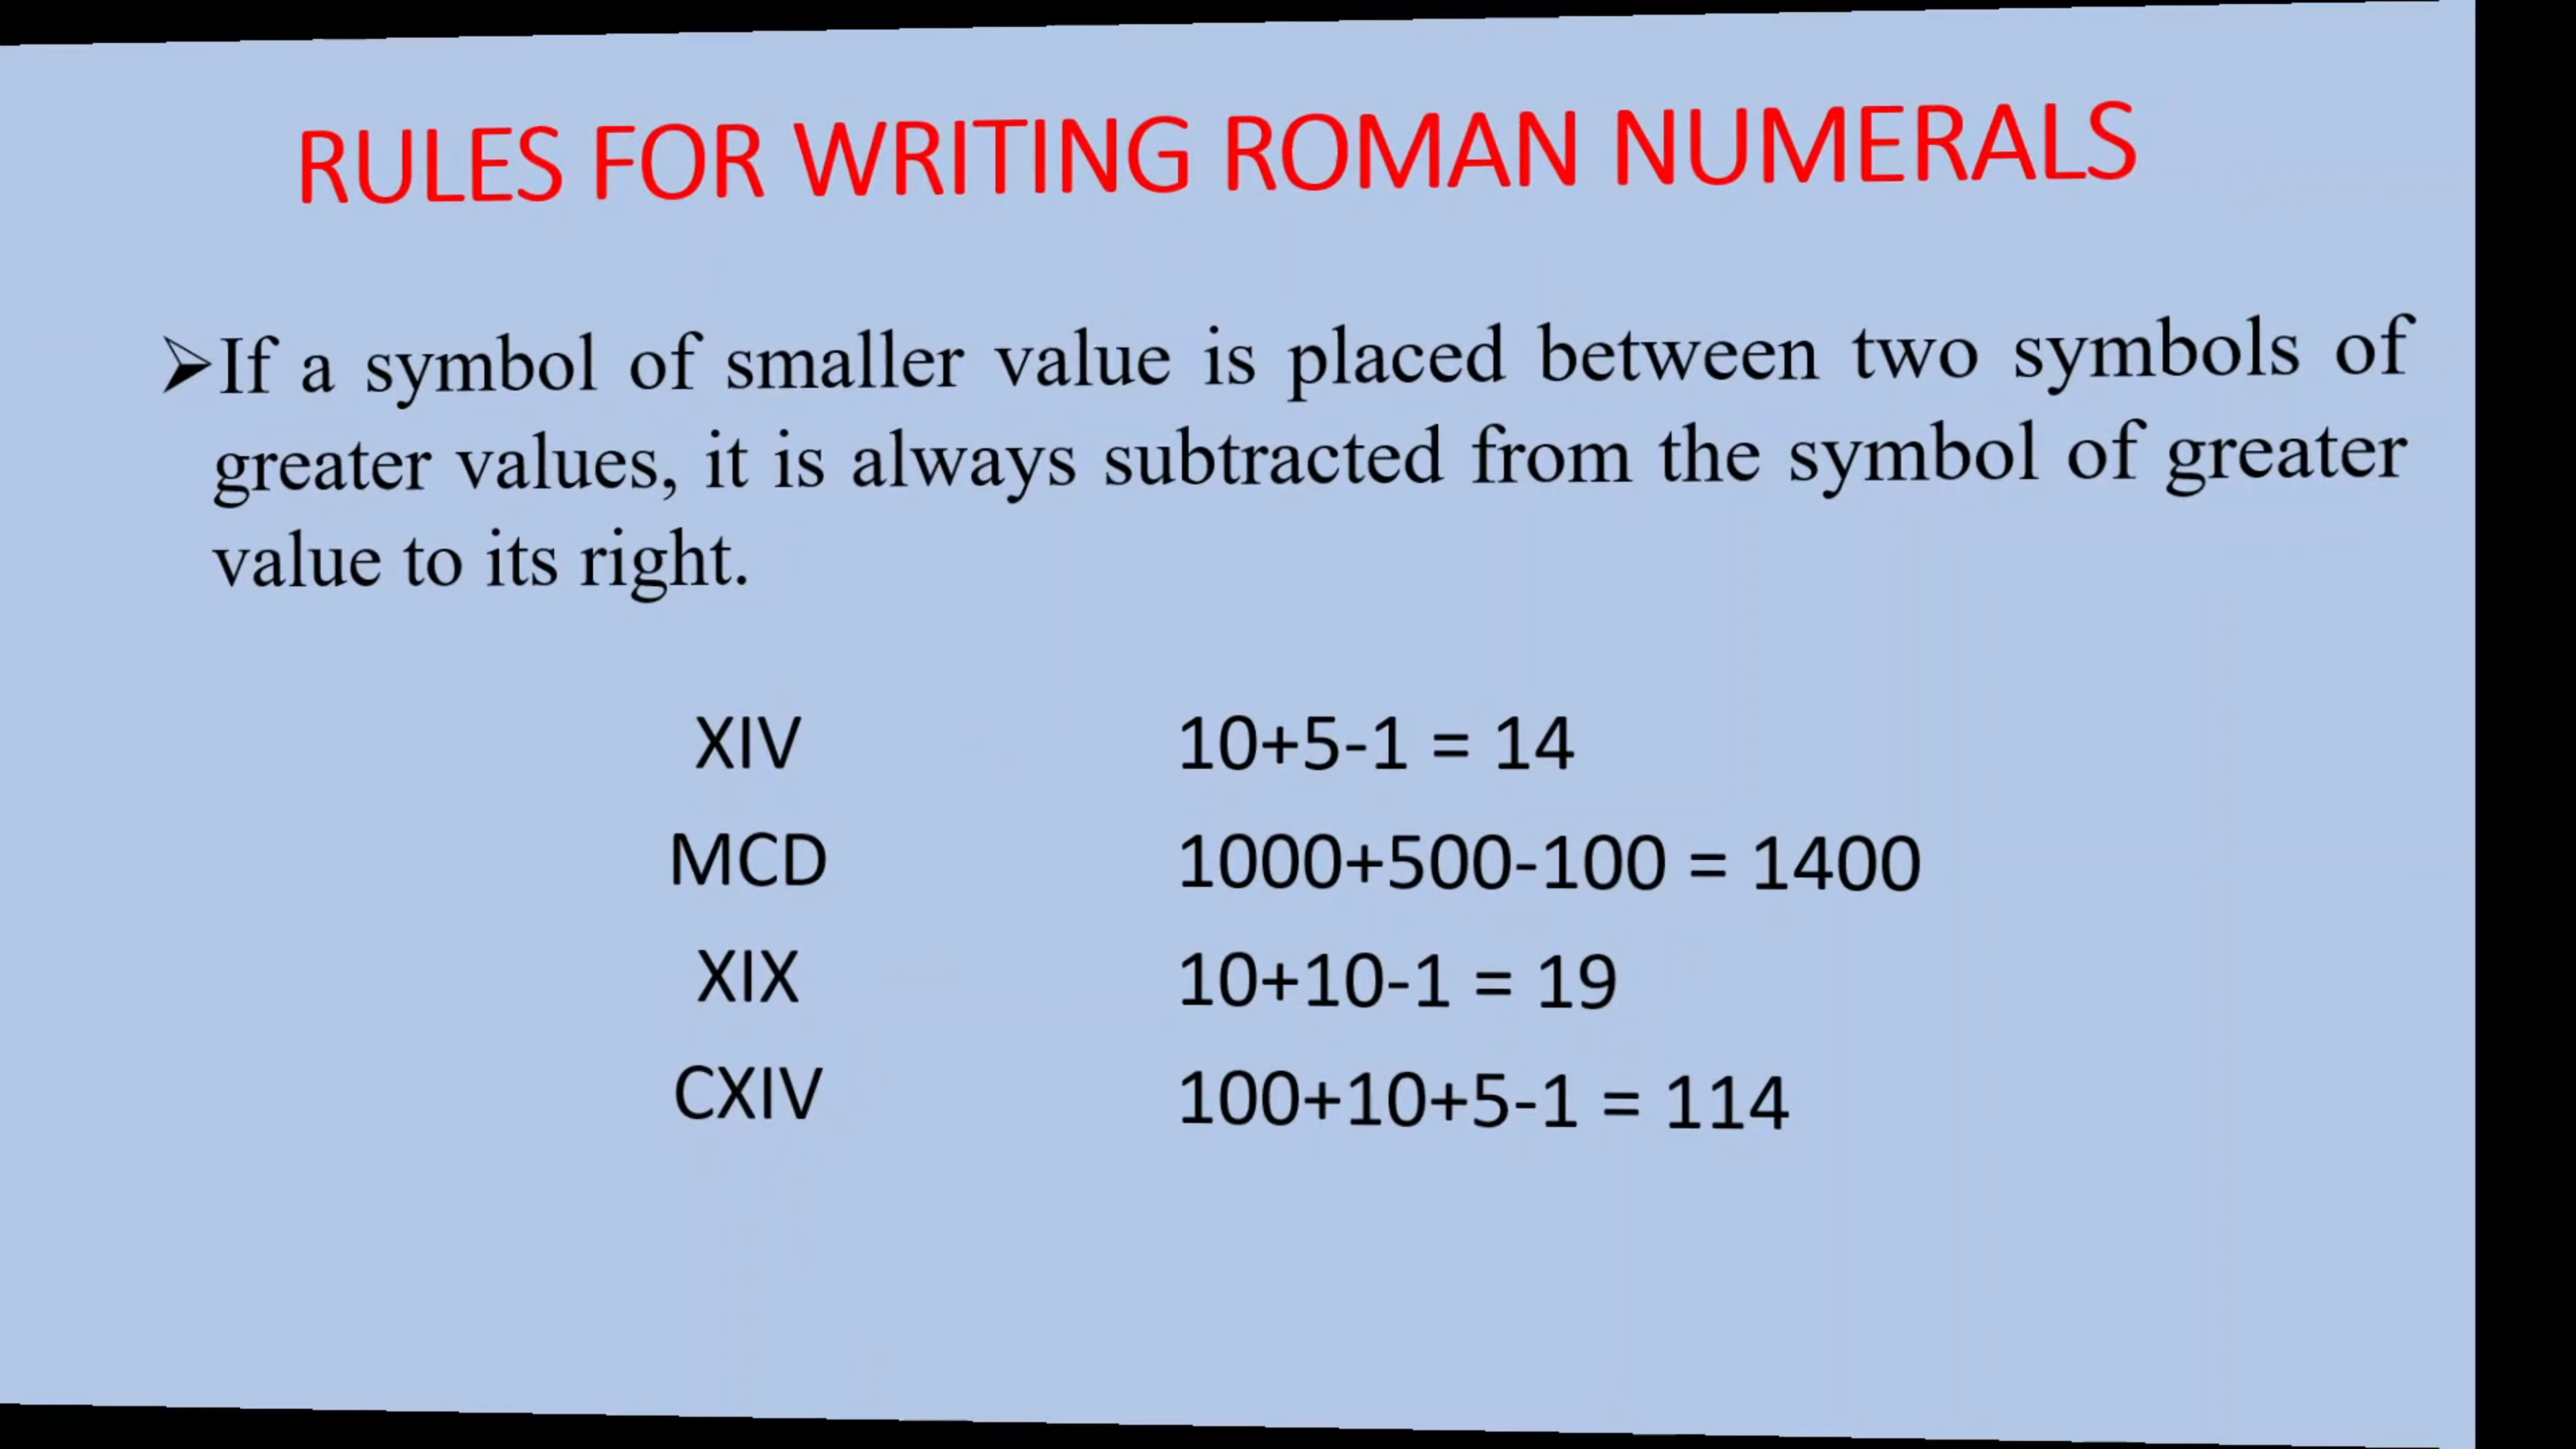 RULES FOR WRITING ROMAN NUMERALS
➢If a symbol of smaller value is placed between two symbols of
greater values, it is always subtracted from the symbol of greater
value to its right.
XIV 10+5-1 = 14
MCD 1000+500-100 = 1400
XIX 10+10-1 = 19
CXIV 100+10+5-1 = 114